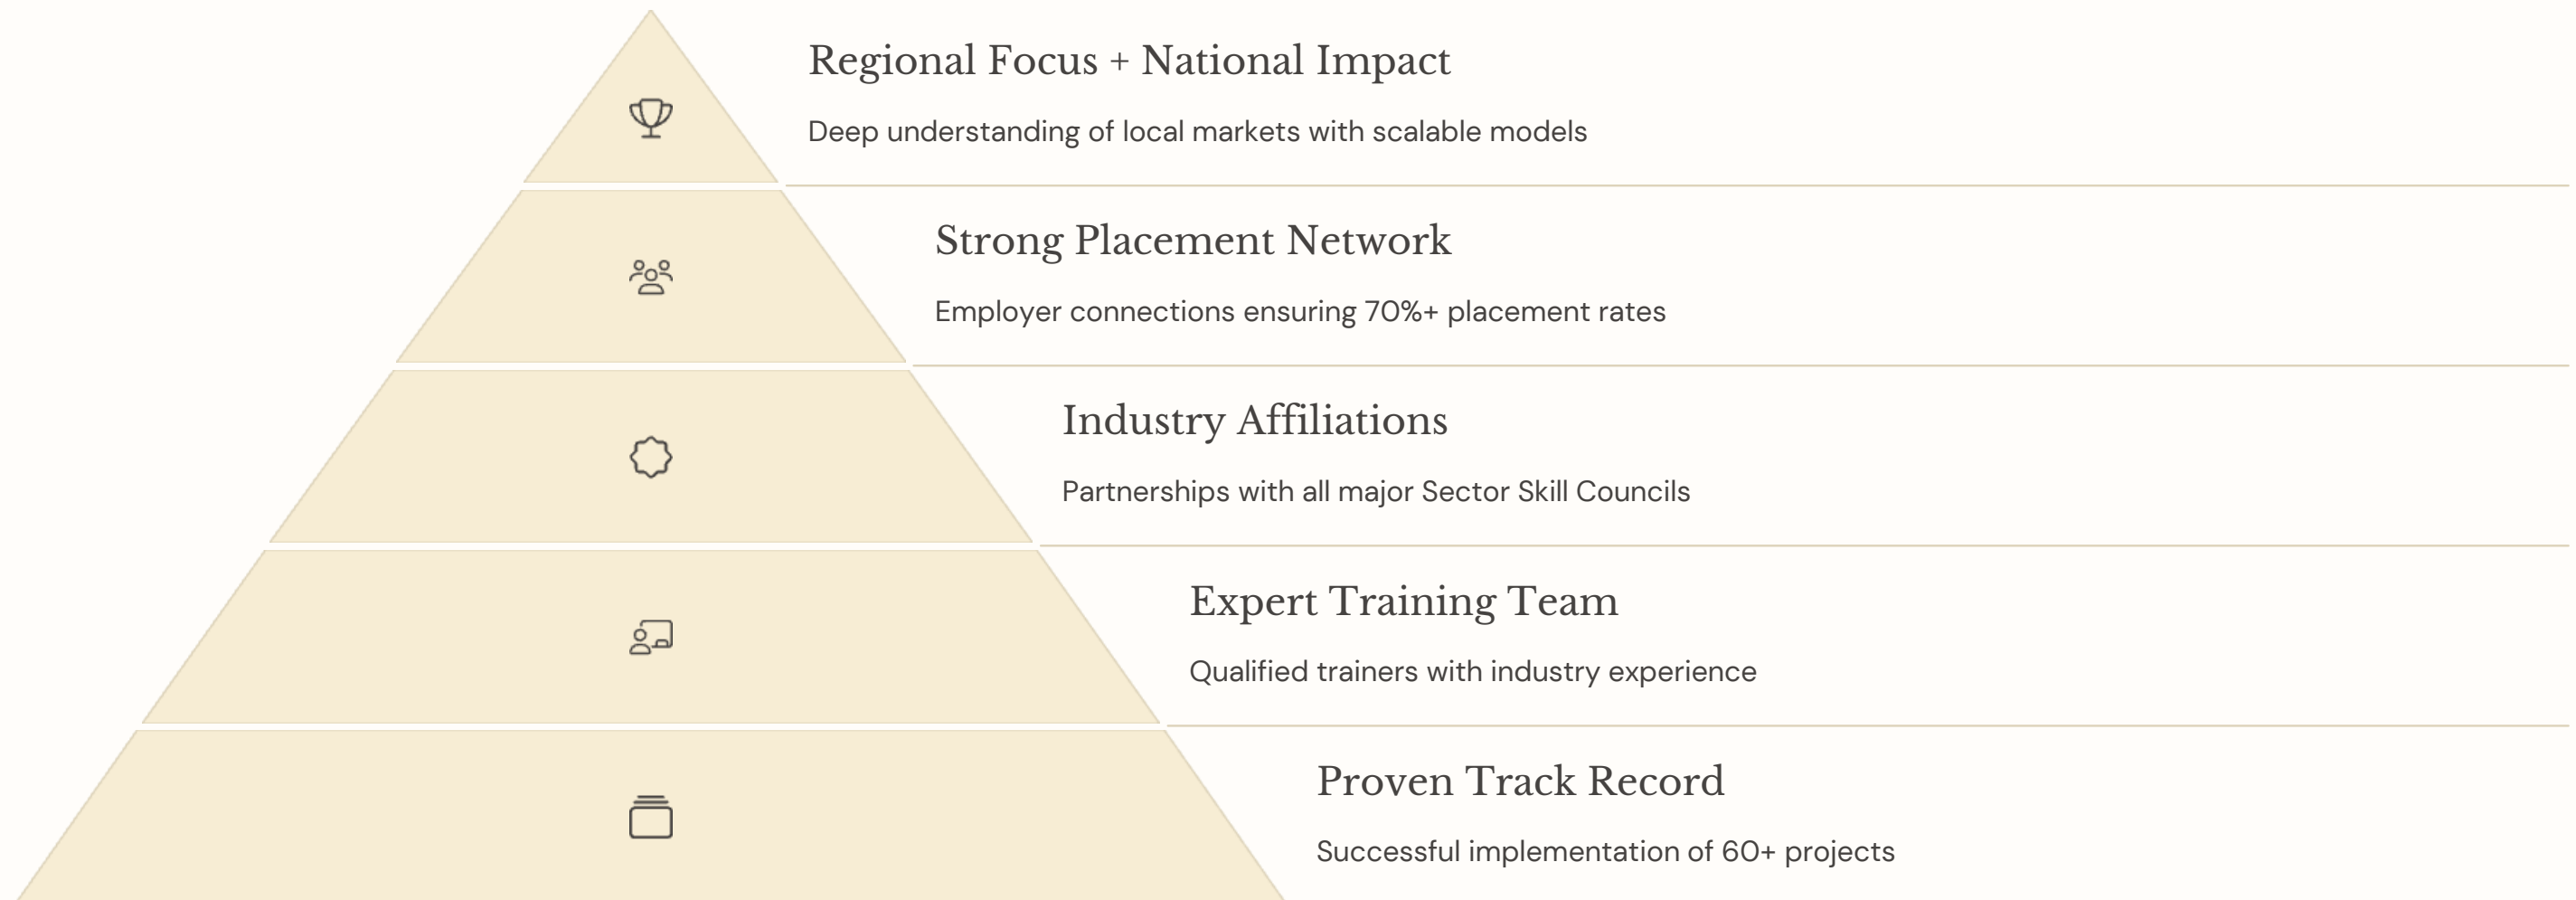 Regional Focus + National Impact
Deep understanding of local markets with scalable models
Strong Placement Network
Employer connections ensuring 70%+ placement rates
Industry Affiliations
Partnerships with all major Sector Skill Councils
Expert Training Team
Qualified trainers with industry experience
Proven Track Record
Successful implementation of 60+ projects